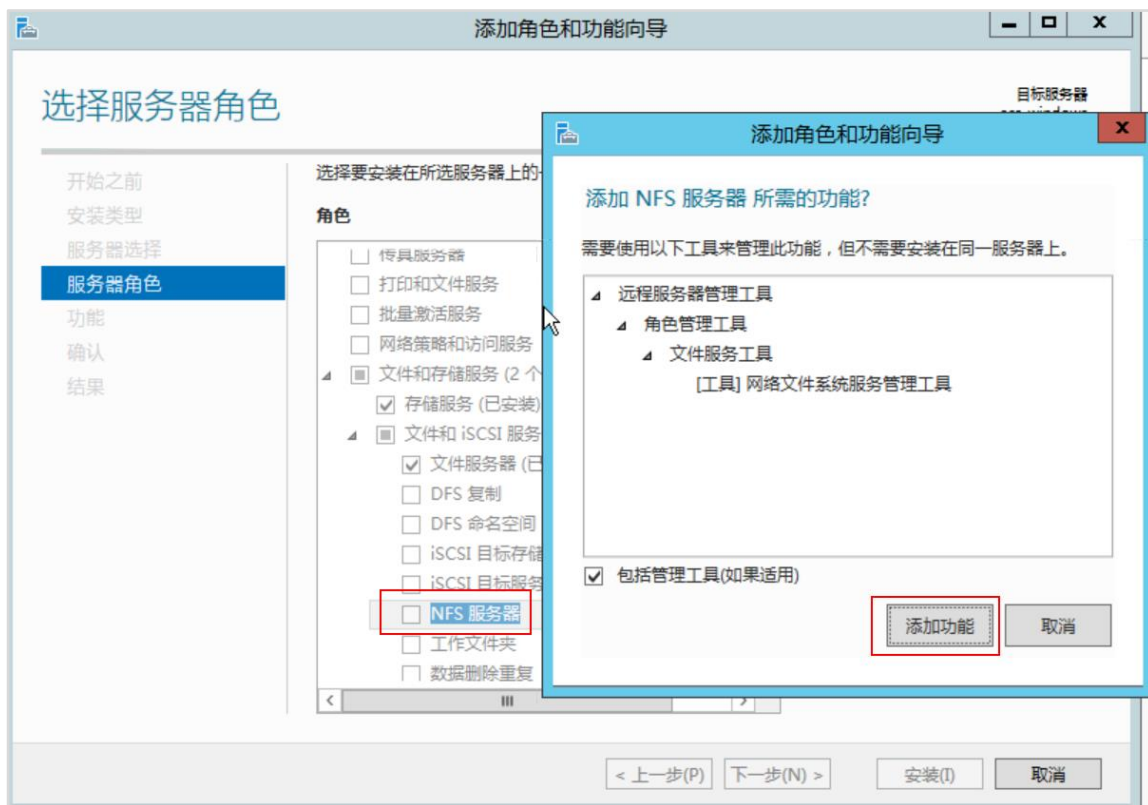 添加角色和功能向导
选择服务器角色
目标服务器
开始之前
安装类型
服务器选择
服务器角色
功能
确认
结果
选择要安装在所选服务器上的
角色
传真服务器
打印和文件服务
批量激活服务
网络策略和访问服务
文件和存储服务 (2 个
存储服务 (已安装)
文件和 iSCSI 服务
文件服务器 (已
DFS 复制
DFS 命名空间
iSCSI 目标存储
iSCSI 目标服务
NFS 服务器
工作文件夹
数据删除重复
添加角色和功能向导
添加 NFS 服务器 所需的功能?
需要使用以下工具来管理此功能，但不需要安装在同一服务器上。
远程服务器管理工具
角色管理工具
文件服务工具
[工具] 网络文件系统服务管理工具
包括管理工具(如果适用)
添加功能
取消
< 上一步(P)
下一步(N) >
安装(I)
取消